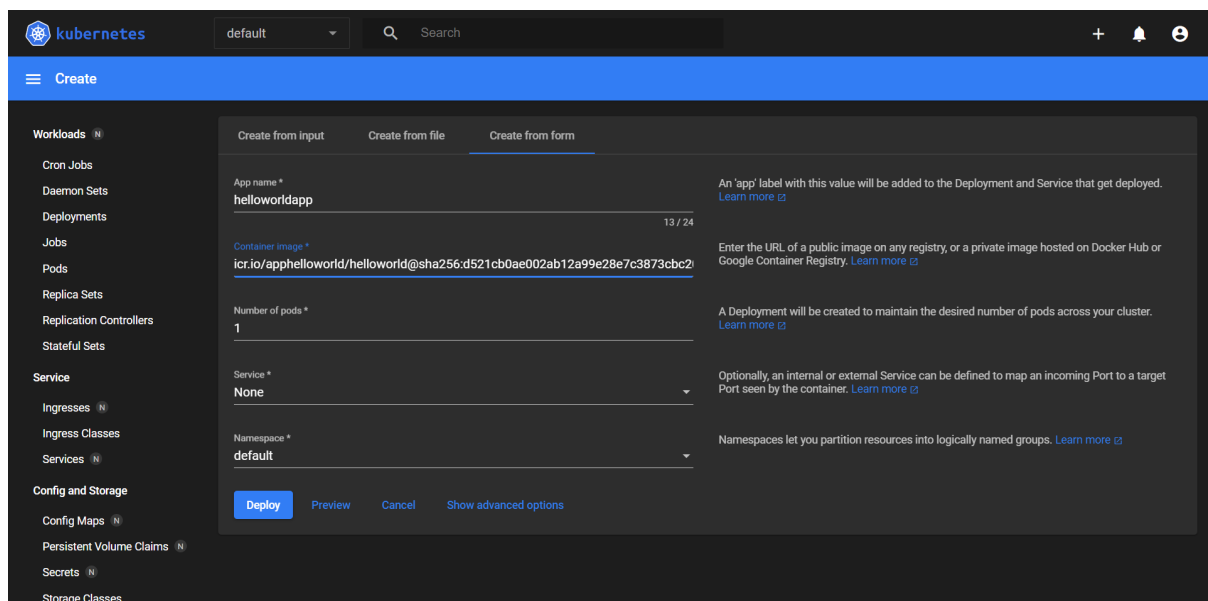 kubernetes
default
Search
Create
Workloads N
Cron Jobs
Daemon Sets
Deployments
Jobs
Pods
Replica Sets
Replication Controllers
Stateful Sets
Service
Ingresses N
Ingress Classes
Services N
Config and Storage
Config Maps N
Persistent Volume Claims N
Secrets N
Storage Classes
Create from input
Create from file
Create from form
App name *
helloworldapp
13 / 24
An 'app' label with this value will be added to the Deployment and Service that get deployed.
Learn more
Container image *
icr.io/apphelloworld/helloworld@sha256:d521cb0ae002ab12a99e28e7c3873cbc2
Enter the URL of a public image on any registry, or a private image hosted on Docker Hub or
Google Container Registry. Learn more
Number of pods *
1
A Deployment will be created to maintain the desired number of pods across your cluster.
Learn more
Service *
None
Optionally, an internal or external Service can be defined to map an incoming Port to a target
Port seen by the container. Learn more
Namespace *
default
Namespaces let you partition resources into logically named groups. Learn more
Deploy
Preview
Cancel
Show advanced options